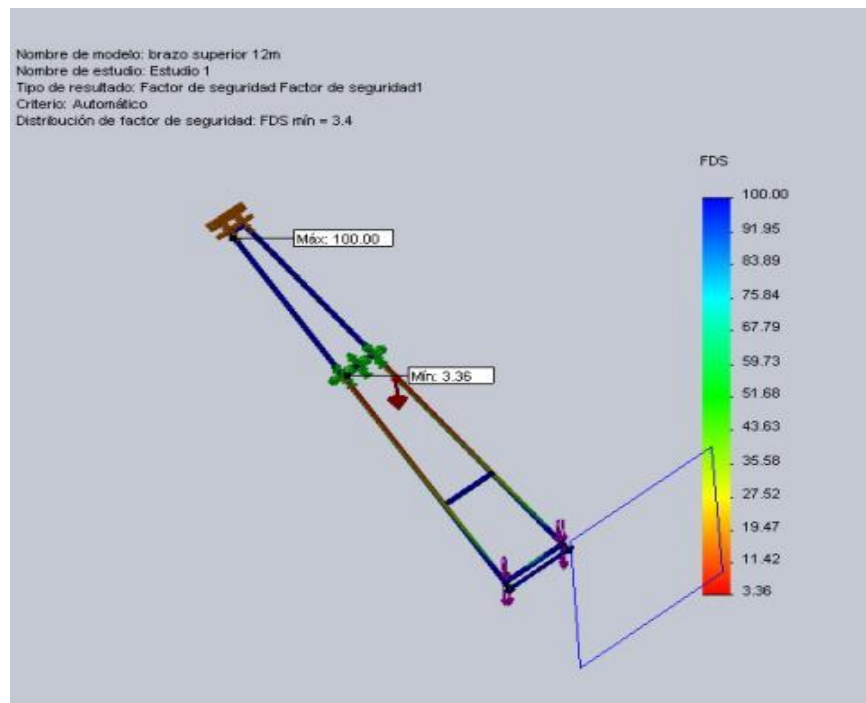 Nombre de modelo: brazo superior 12m
Nombre de estudio: Estudio 1
Tipo de resultado: Factor de seguridad Factor de seguridad1
Criterio: Automático
Distribución de factor de seguridad: FDS mín = 3.4
FDS
100.00
91.95
83.89
75.84
67.79
59.73
51.68
43.63
35.58
27.52
19.47
11.42
3.36
Máx: 100.00
Mín: 3.36